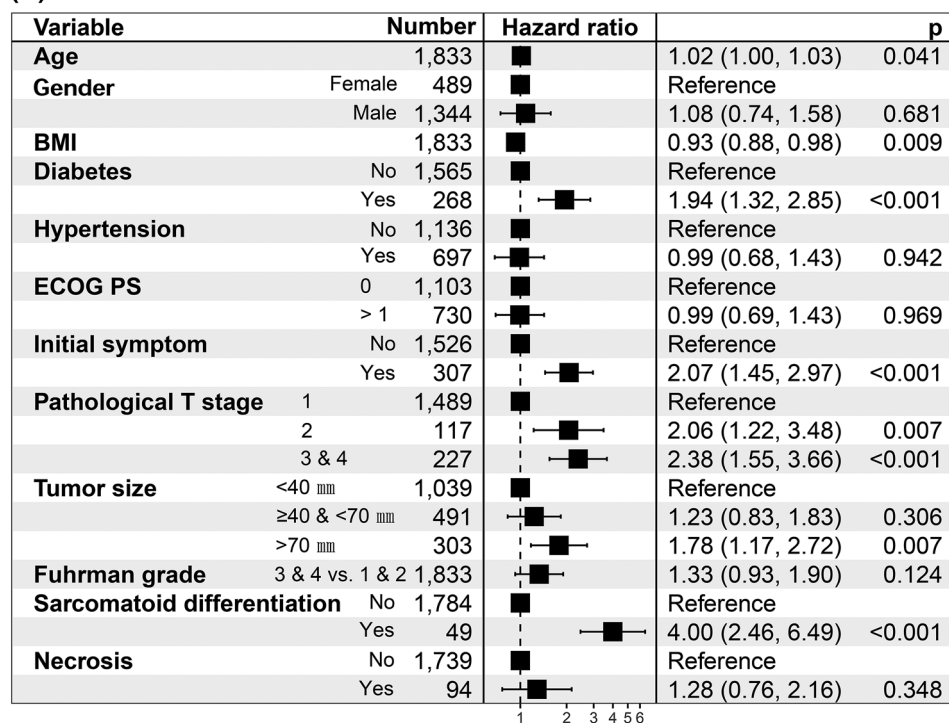 Variable Number Hazard ratio p
Age 1,833 1.02 (1.00, 1.03) 0.041
Gender Female 489 Reference
Male 1,344 1.08 (0.74, 1.58) 0.681
BMI 1,833 0.93 (0.88, 0.98) 0.009
Diabetes No 1,565 Reference
Yes 268 1.94 (1.32, 2.85) <0.001
Hypertension No 1,136 Reference
Yes 697 0.99 (0.68, 1.43) 0.942
ECOG PS 0 1,103 Reference
> 1 730 0.99 (0.69, 1.43) 0.969
Initial symptom No 1,526 Reference
Yes 307 2.07 (1.45, 2.97) <0.001
Pathological T stage 1 1,489 Reference
2 117 2.06 (1.22, 3.48) 0.007
3 & 4 227 2.38 (1.55, 3.66) <0.001
Tumor size <40 ㎜ 1,039 Reference
≥40 & <70 ㎜ 491 1.23 (0.83, 1.83) 0.306
>70 ㎜ 303 1.78 (1.17, 2.72) 0.007
Fuhrman grade 3 & 4 vs. 1 & 2 1,833 1.33 (0.93, 1.90) 0.124
Sarcomatoid differentiation No 1,784 Reference
Yes 49 4.00 (2.46, 6.49) <0.001
Necrosis No 1,739 Reference
Yes 94 1.28 (0.76, 2.16) 0.348
1 2 3 4 5 6